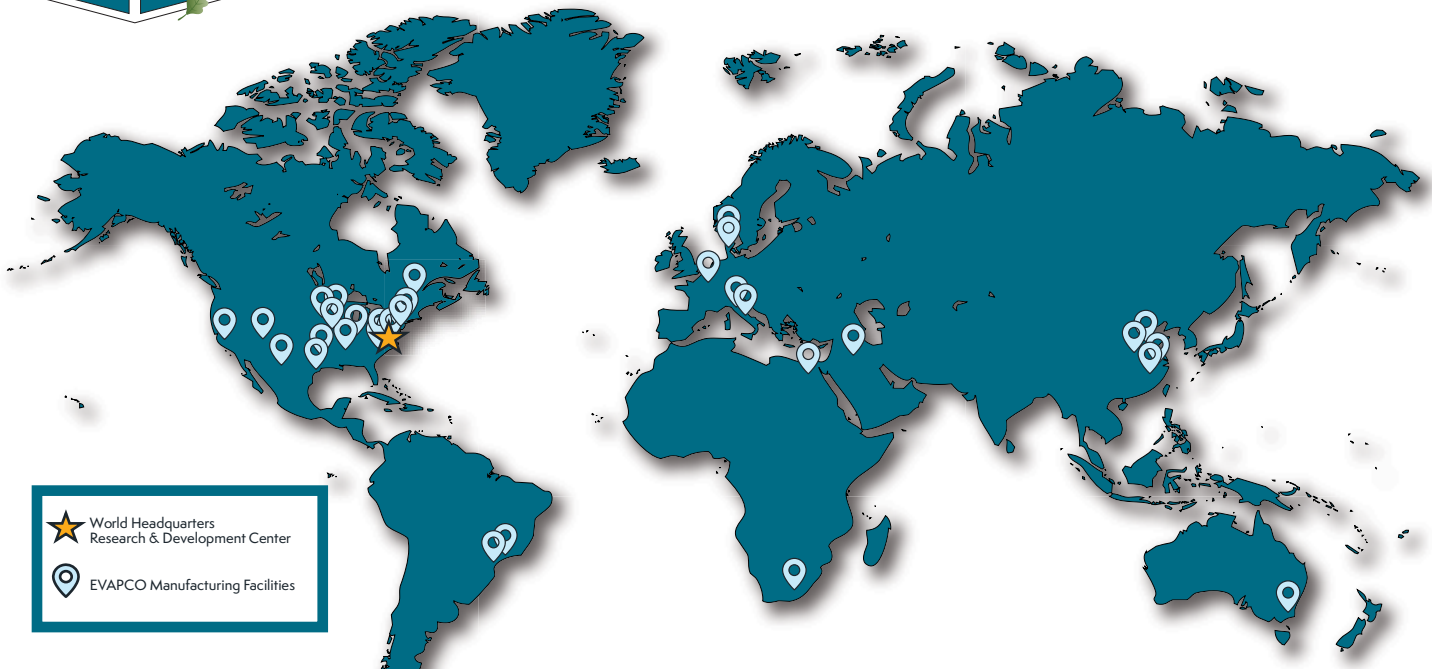 World Headquarters
Research & Development Center
EVAPCO Manufacturing Facilities